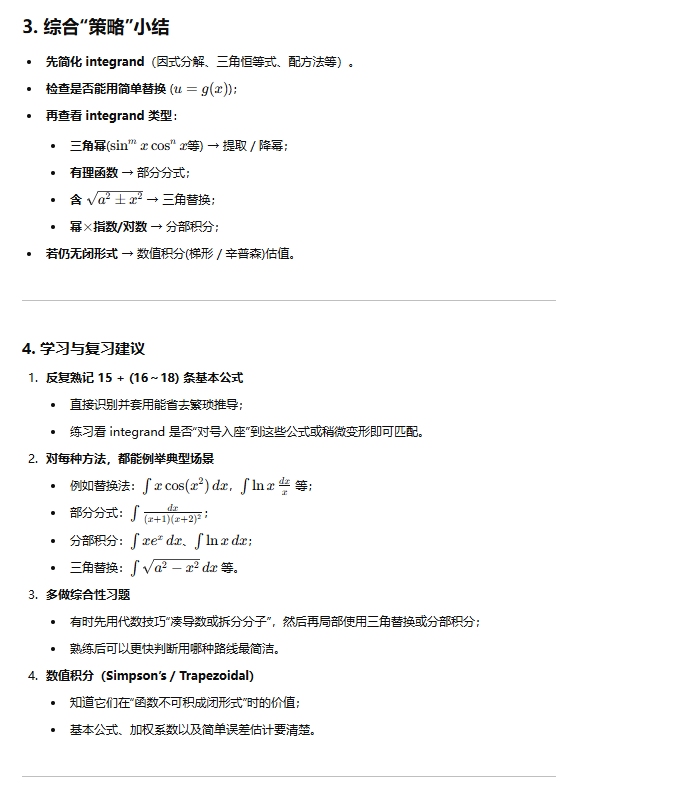 3. 综合“策略”小结
• 先简化 integrand（因式分解、三角恒等式、配方法等）。
• 检查是否能用简单替换 (u = g(x))；
• 再查看 integrand 类型：
• 三角幂(sin^m x cos^n x等) → 提取 / 降幂；
• 有理函数 → 部分分式；
• 含 √(a² ± x²) → 三角替换；
• 幂×指数/对数 → 分部积分；
• 若仍无闭形式 → 数值积分(梯形 / 辛普森)估值。
4. 学习与复习建议
1. 反复熟记 15 + (16～18) 条基本公式
• 直接识别并套用能省去繁琐推导；
• 练习看 integrand 是否“对号入座”到这些公式或稍微变形即可匹配。
2. 对每种方法，都能例举典型场景
• 例如替换法：∫ x cos(x²) dx，∫ ln x dx/x 等；
• 部分分式：∫ dx/((x+1)(x+2)²)；
• 分部积分：∫ xe^x dx、∫ ln x dx；
• 三角替换：∫ √(a² − x²) dx 等。
3. 多做综合性习题
• 有时先用代数技巧“凑导数或拆分分子”，然后再局部使用三角替换或分部积分；
• 熟练后可以更快判断用哪种路线最简洁。
4. 数值积分（Simpson’s / Trapezoidal）
• 知道它们在“函数不可积成闭形式”时的价值；
• 基本公式、加权系数以及简单误差估计要清楚。